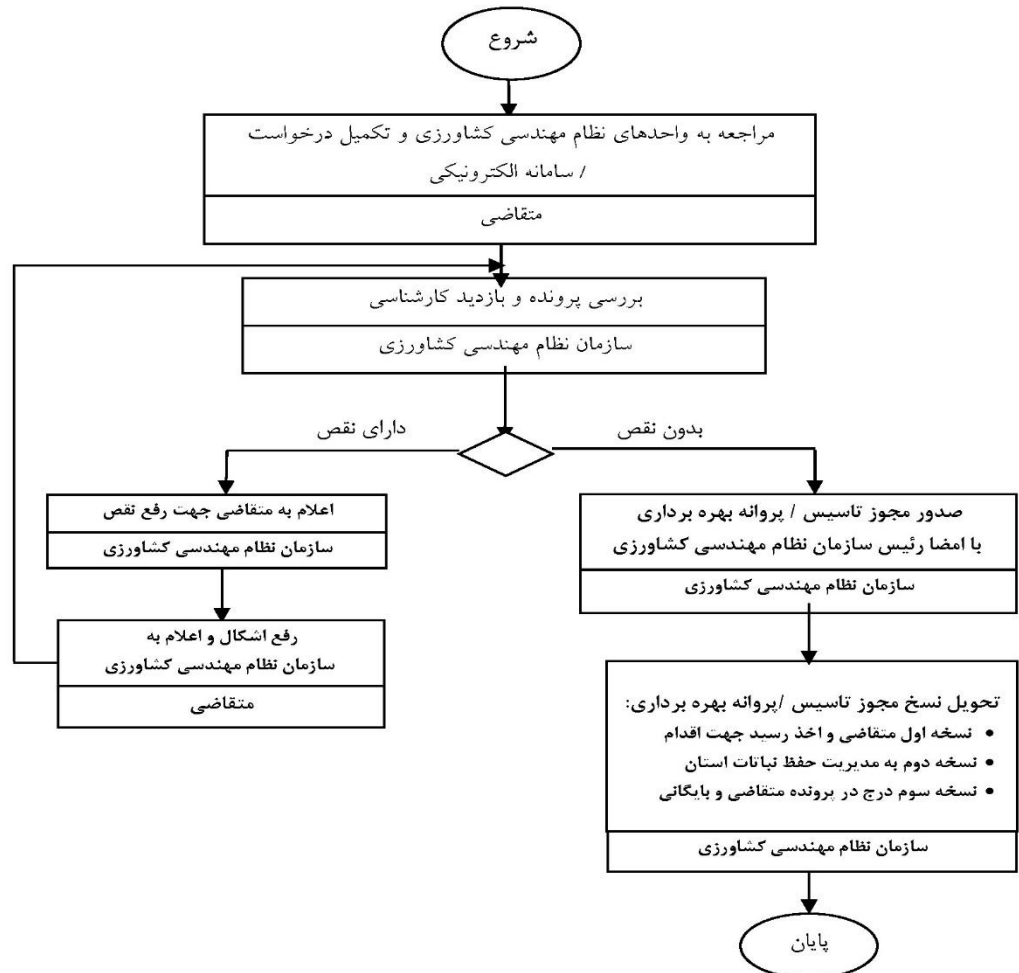 شروع
مراجعه به واحدهای نظام مهندسی کشاورزی و تکمیل درخواست
/ سامانه الکترونیکی
متقاضی
بررسی پرونده و بازدید کارشناسی
سازمان نظام مهندسی کشاورزی
بدون نقص
دارای نقص
صدور مجوز تاسیس / پروانه بهره برداری
با امضا رئیس سازمان نظام مهندسی کشاورزی
سازمان نظام مهندسی کشاورزی
اعلام به متقاضی جهت رفع نقص
سازمان نظام مهندسی کشاورزی
رفع اشکال و اعلام به
سازمان نظام مهندسی کشاورزی
متقاضی
تحویل نسخ مجوز تاسیس /پروانه بهره برداری:
• نسخه اول متقاضی و اخذ رسید جهت اقدام
• نسخه دوم به مدیریت حفظ نباتات استان
• نسخه سوم درج در پرونده متقاضی و بایگانی
سازمان نظام مهندسی کشاورزی
پایان